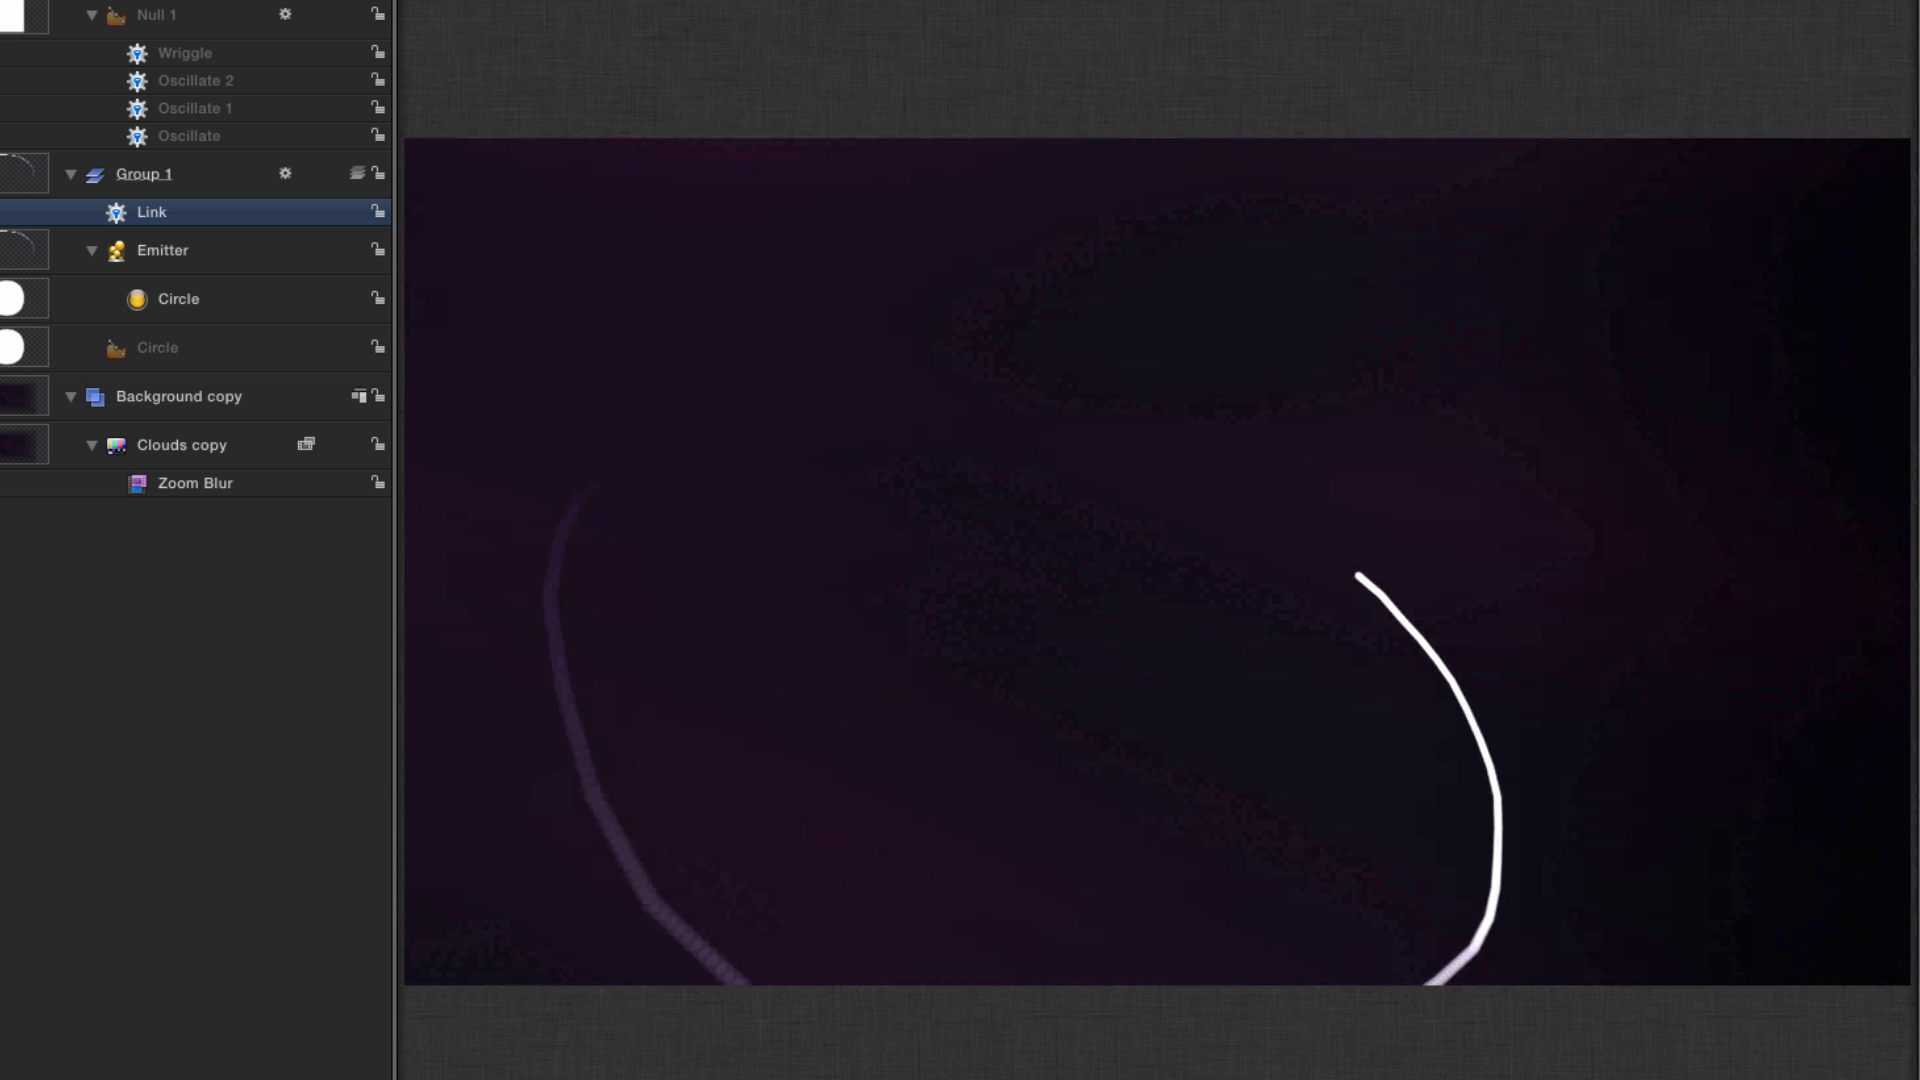 Null 1
Wriggle
Oscillate 2
Oscillate 1
Oscillate
Group 1
Link
Emitter
Circle
Circle
Background copy
Clouds copy
Zoom Blur